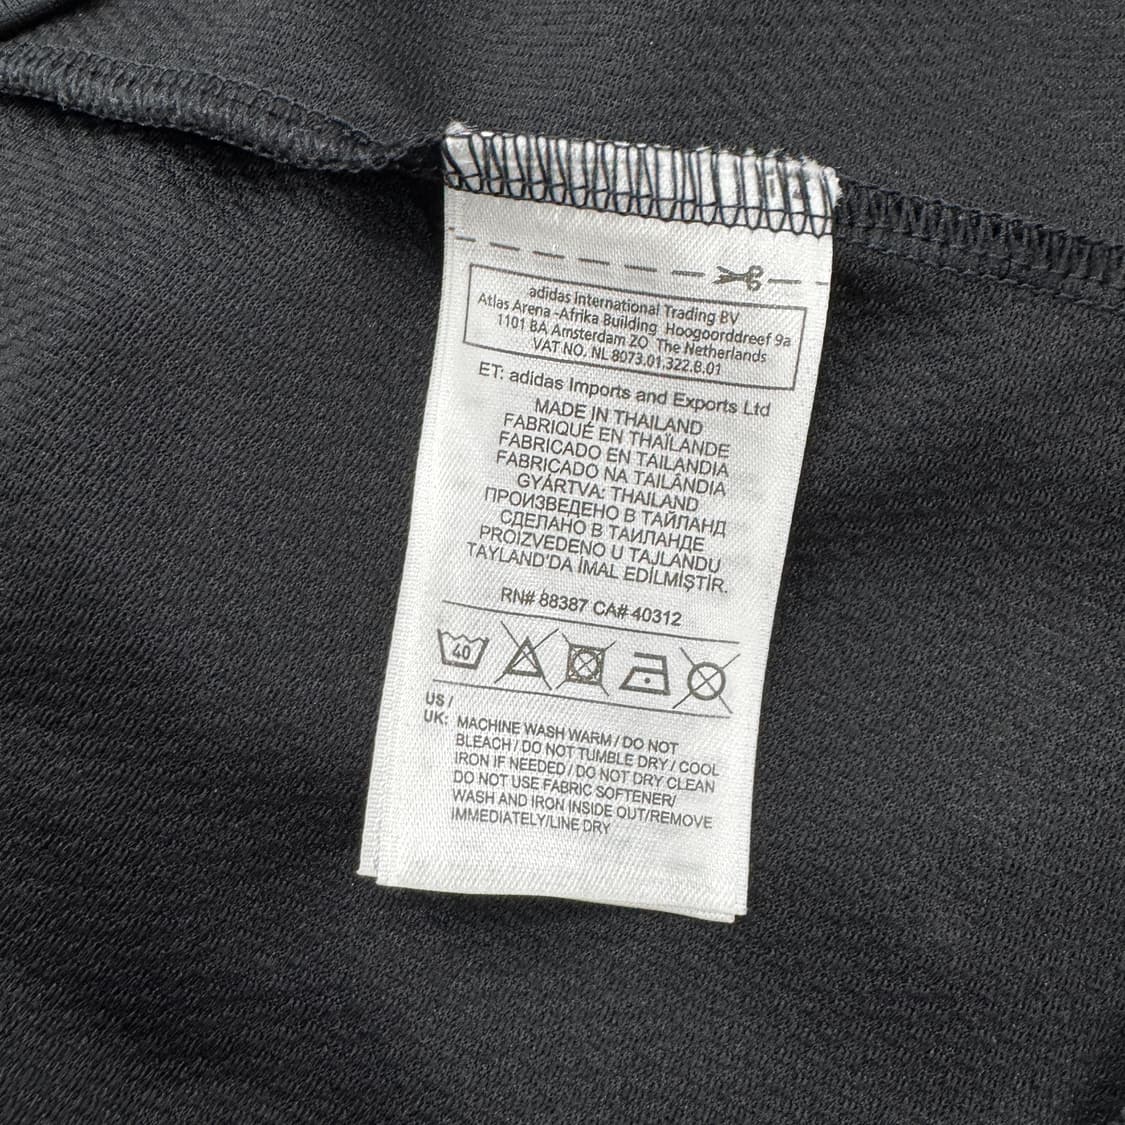 adidas International Trading BV
Atlas Arena -Afrika Building Hoogoorddreef 9a
1101 BA Amsterdam ZO The Netherlands
VAT NO. NL 8073.01.322.B.01
ET: adidas Imports and Exports Ltd
MADE IN THAILAND
FABRIQUÉ EN THAÏLANDE
FABRICADO EN TAILANDIA
FABRICADO NA TAILÂNDIA
GYÁRTVA: THAILAND
ПРОИЗВЕДЕНО В ТАЙЛАНД
СДЕЛАНО В ТАИЛАНДЕ
PROIZVEDENO U TAJLANDU
TAYLAND'DA İMAL EDİLMİŞTİR.
RN# 88387 CA# 40312
40
US /
UK: MACHINE WASH WARM / DO NOT
BLEACH / DO NOT TUMBLE DRY / COOL
IRON IF NEEDED / DO NOT DRY CLEAN
DO NOT USE FABRIC SOFTENER/
WASH AND IRON INSIDE OUT/REMOVE
IMMEDIATELY/LINE DRY